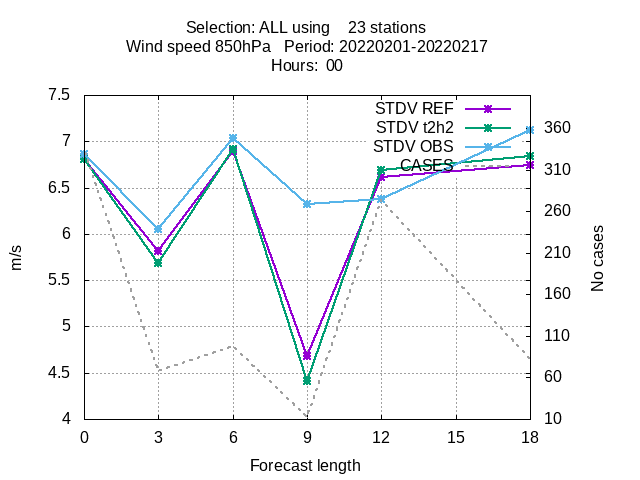 Selection: ALL using 23 stations
Wind speed 850hPa Period: 20220201-20220217
Hours: 00
7.5
7
6.5
6
5.5
5
4.5
4
m/s
STDV REF
STDV t2h2
STDV OBS
CASES
360
310
260
210
160
110
60
10
No cases
0 3 6 9 12 15 18
Forecast length